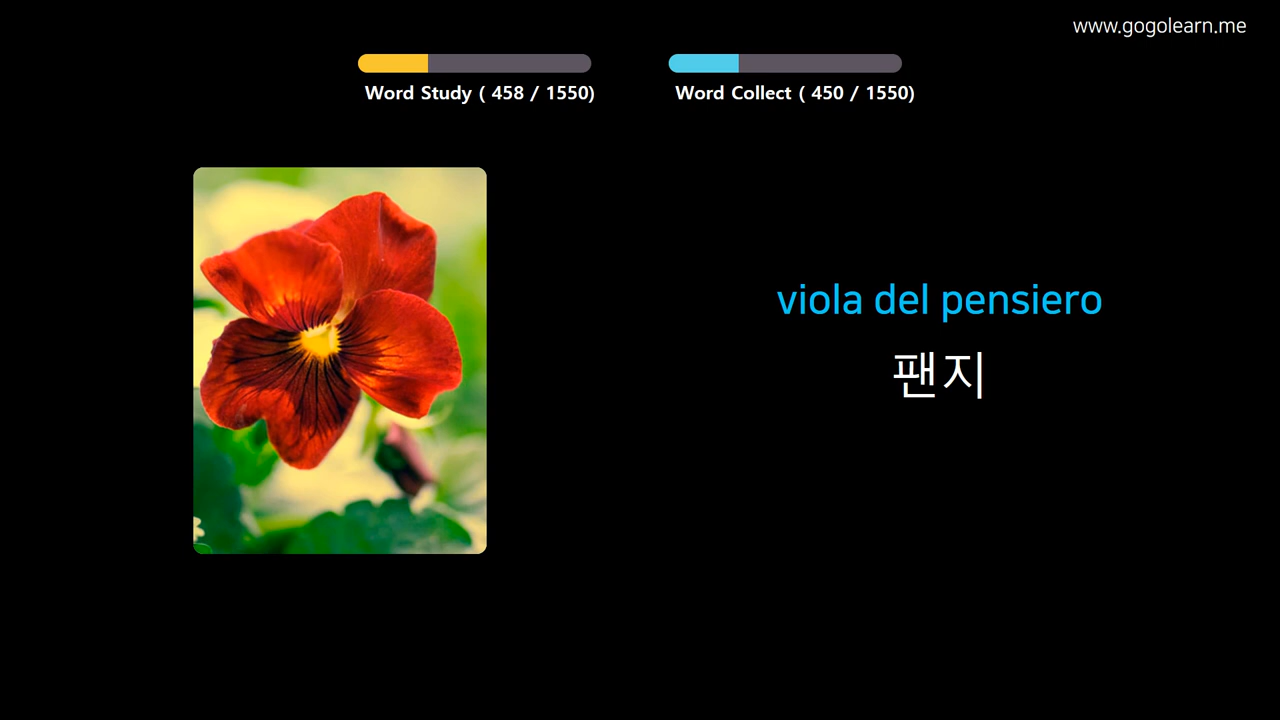 www.gogolearn.me
Word Study ( 458 / 1550)
Word Collect ( 450 / 1550)
viola del pensiero
팬지